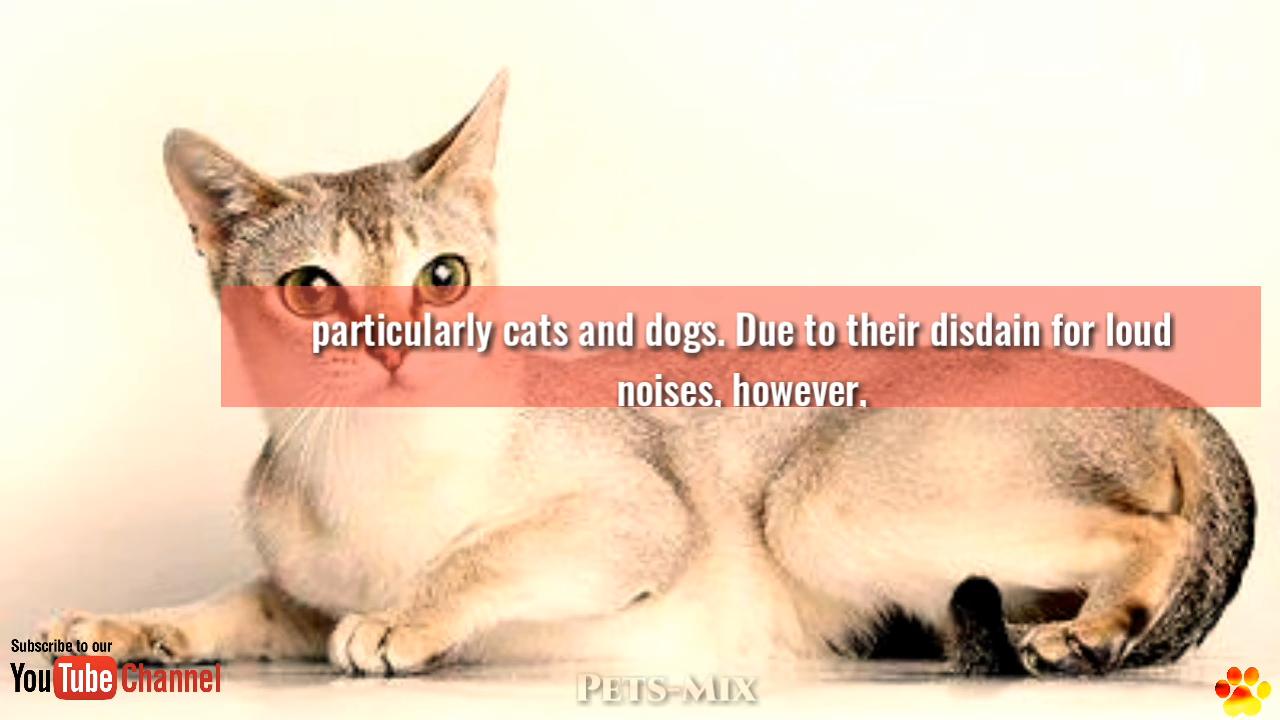 particularly cats and dogs. Due to their disdain for loud
noises, however,
Subscribe to our
YouTube Channel
Pets-Mix